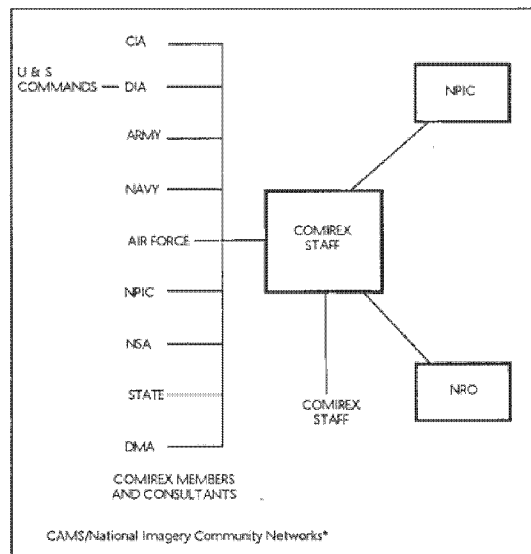 CIA
U & S
COMMANDS
DIA
ARMY
NAVY
AIR FORCE
NPIC
NSA
STATE
DMA
COMIREX MEMBERS
AND CONSULTANTS
COMIREX
STAFF
NPIC
NRO
COMIREX
STAFF
CAMS/National Imagery Community Networks*